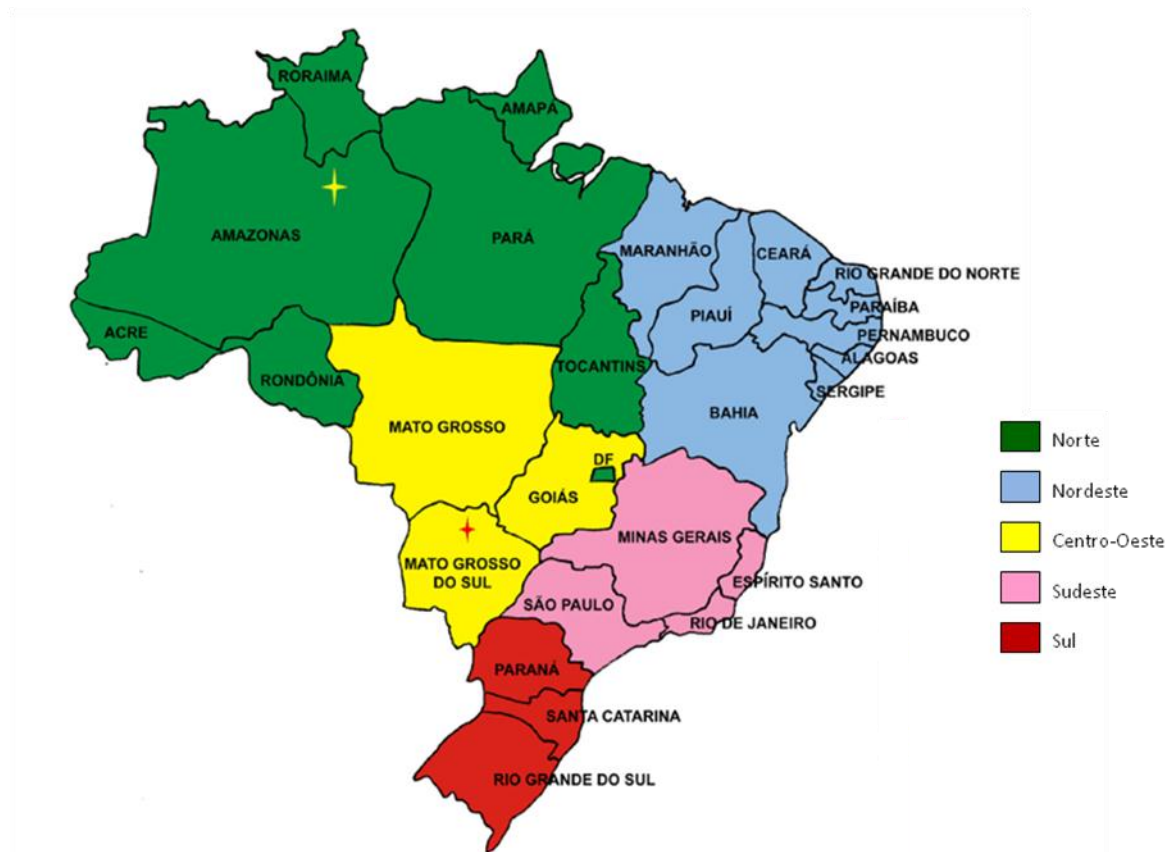 RORAIMA
AMAPÁ
AMAZONAS
PARÁ
MARANHÃO
CEARÁ
RIO GRANDE DO NORTE
PARAÍBA
PIAUÍ
PERNAMBUCO
ALAGOAS
ACRE
RONDÔNIA
TOCANTINS
SERGIPE
MATO GROSSO
BAHIA
DF
GOIÁS
MINAS GERAIS
MATO GROSSO
DO SUL
ESPÍRITO SANTO
SÃO PAULO
RIO DE JANEIRO
PARANÁ
SANTA CATARINA
RIO GRANDE DO SUL
Norte
Nordeste
Centro-Oeste
Sudeste
Sul